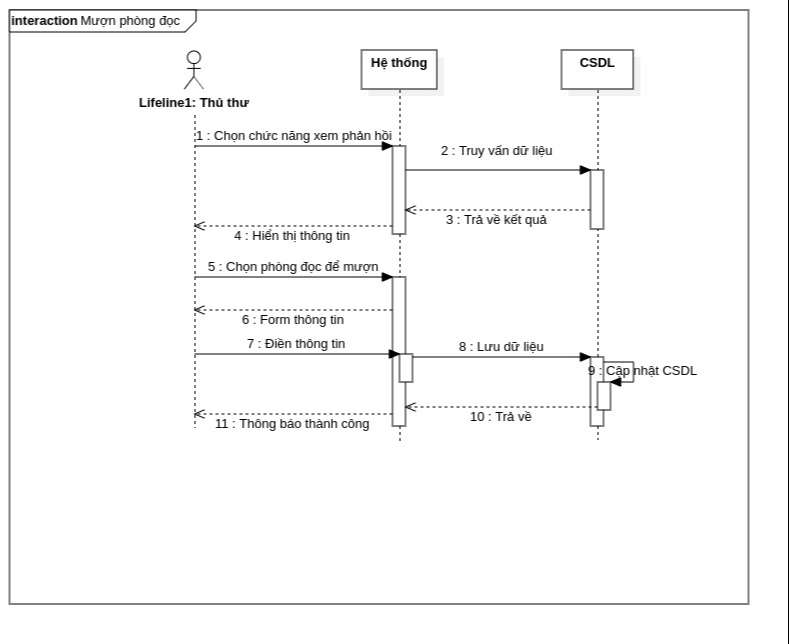 interaction Mượn phòng đọc
Hệ thống
CSDL
Lifeline1: Thủ thư
1 : Chọn chức năng xem phản hồi
2 : Truy vấn dữ liệu
3 : Trả về kết quả
4 : Hiển thị thông tin
5 : Chọn phòng đọc để mượn
6 : Form thông tin
7 : Điền thông tin
8 : Lưu dữ liệu
9 : Cập nhật CSDL
10 : Trả về
11 : Thông báo thành công